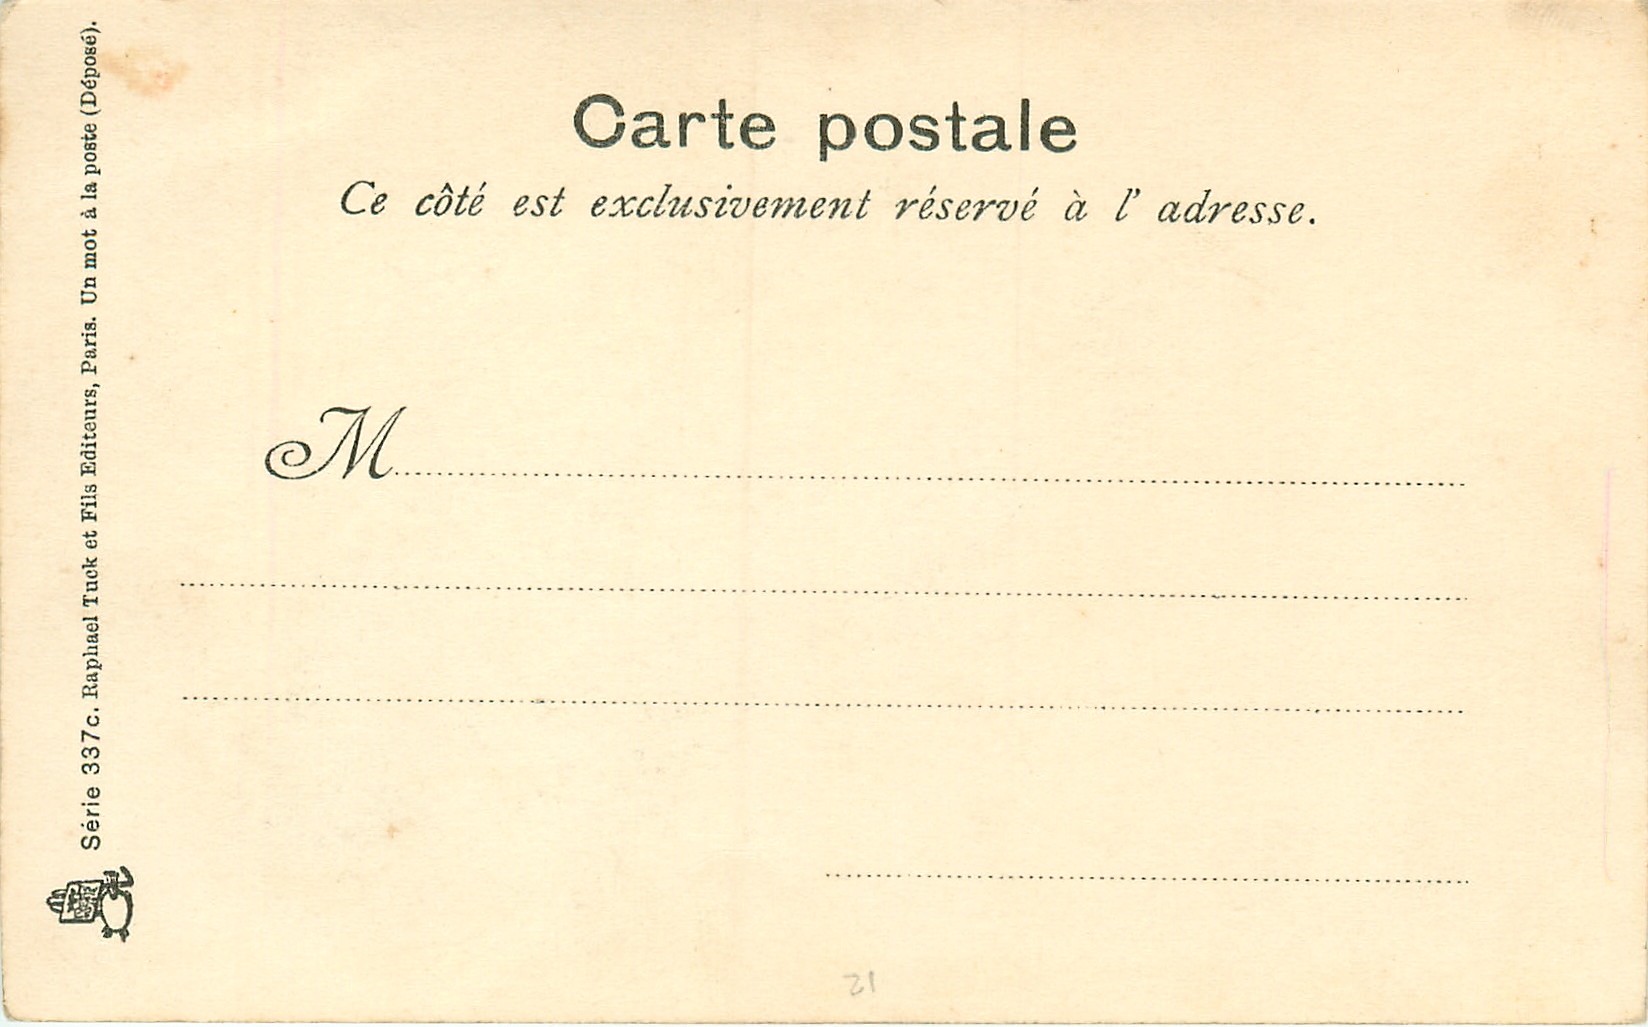 Carte postale
Ce côté est exclusivement réservé à l' adresse.
M
Série 337c. Raphael Tuck et Fils Editeurs, Paris. Un mot à la poste (Déposé).
21